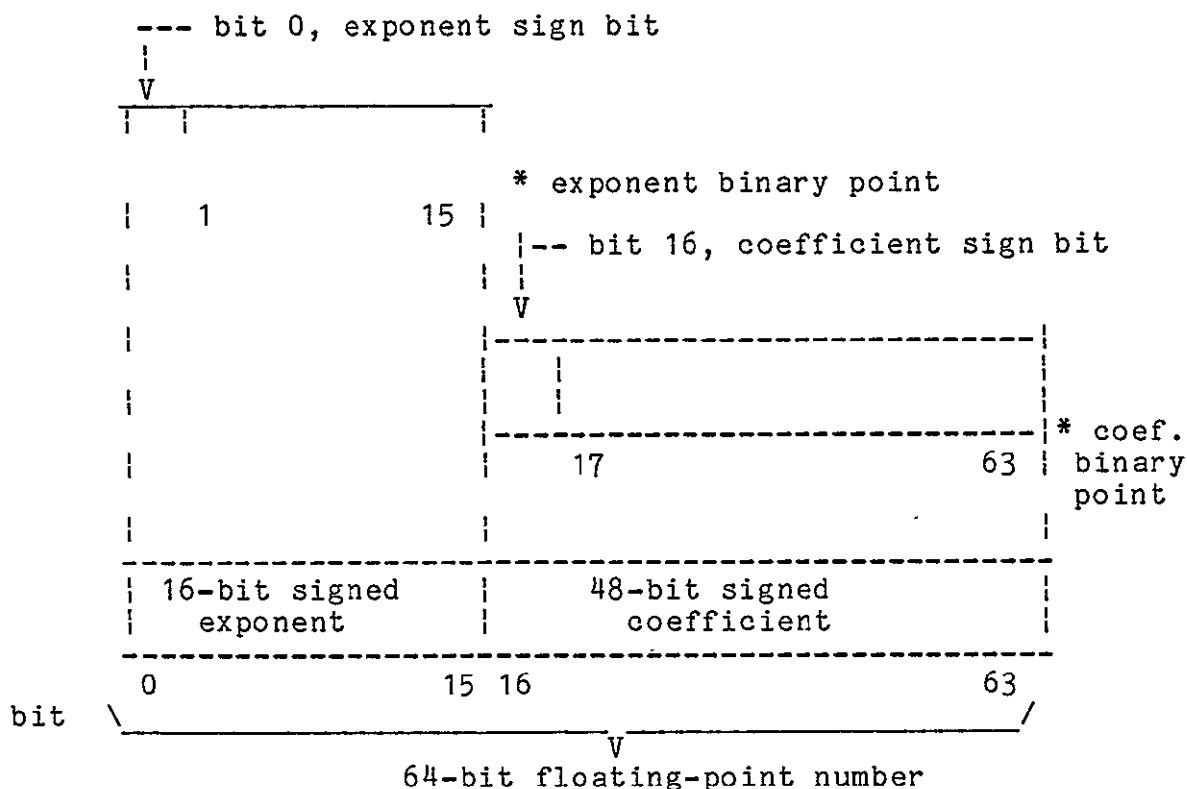 --- bit 0, exponent sign bit
V
* exponent binary point
1 15
|-- bit 16, coefficient sign bit
V
* coef.
17 63 binary
point
16-bit signed 48-bit signed
exponent coefficient
0 15 16 63
bit \ /
V
64-bit floating-point number